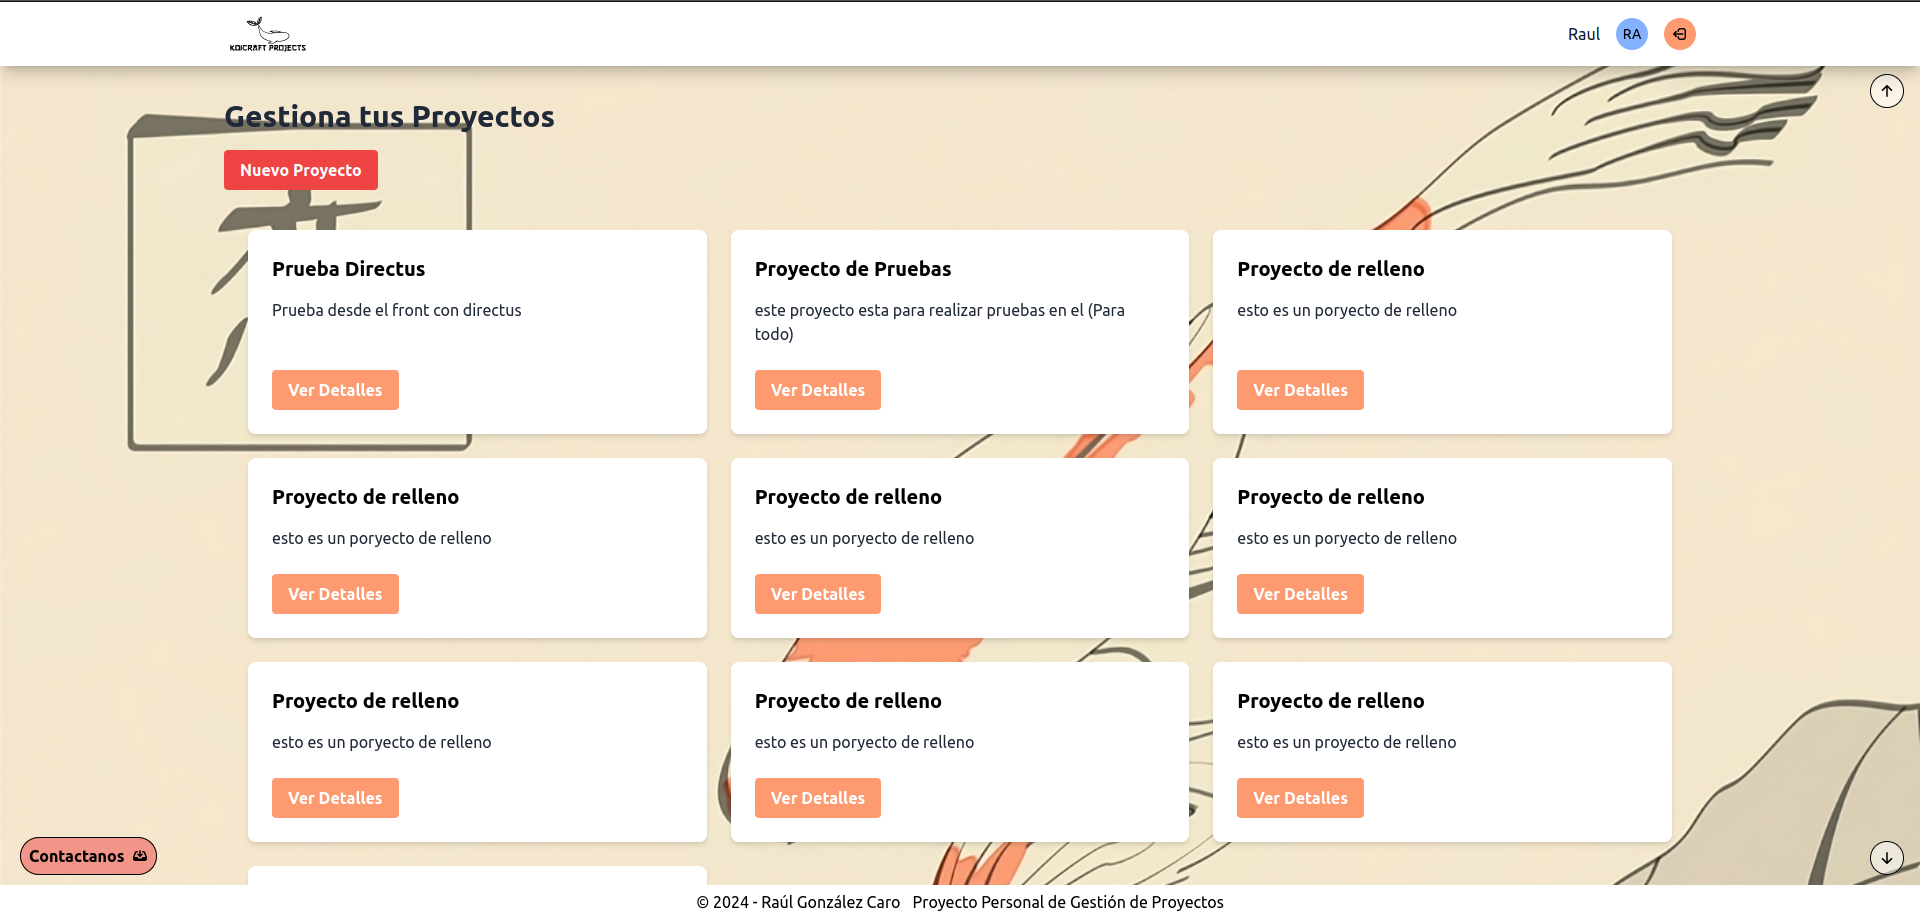 KOICRAFT PROJECTS
Raul RA
Gestiona tus Proyectos
Nuevo Proyecto
Prueba Directus
Prueba desde el front con directus
Ver Detalles
Proyecto de Pruebas
este proyecto esta para realizar pruebas en el (Para
todo)
Ver Detalles
Proyecto de relleno
esto es un poryecto de relleno
Ver Detalles
Proyecto de relleno
esto es un poryecto de relleno
Ver Detalles
Proyecto de relleno
esto es un poryecto de relleno
Ver Detalles
Proyecto de relleno
esto es un poryecto de relleno
Ver Detalles
Proyecto de relleno
esto es un poryecto de relleno
Ver Detalles
Proyecto de relleno
esto es un poryecto de relleno
Ver Detalles
Proyecto de relleno
esto es un proyecto de relleno
Ver Detalles
Contactanos
© 2024 - Raúl González Caro Proyecto Personal de Gestión de Proyectos